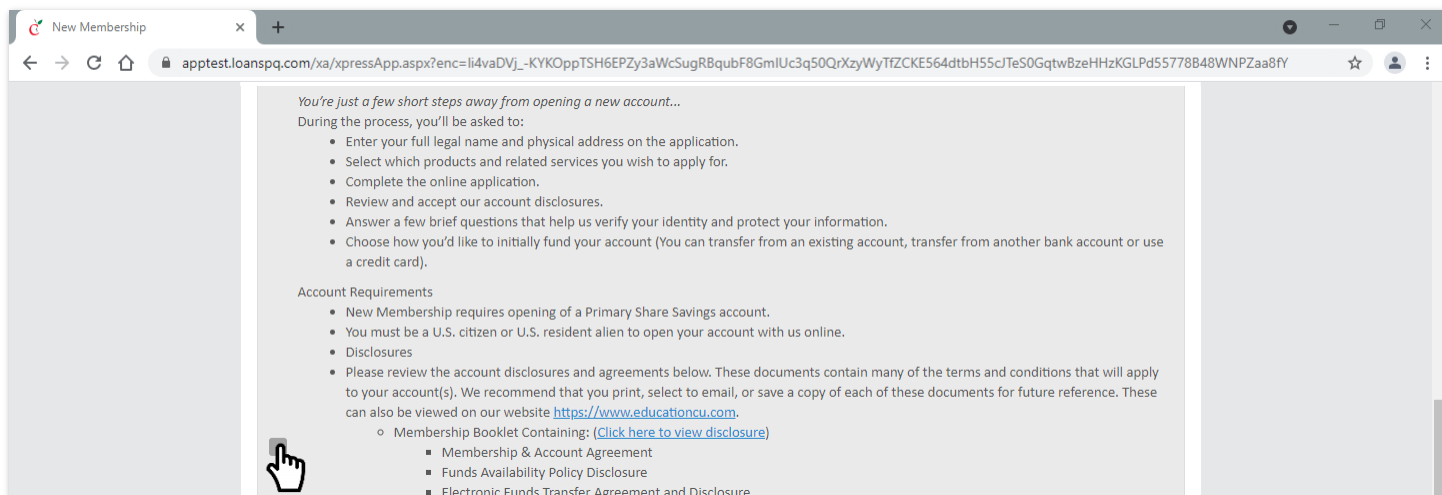 New Membership
apptest.loanspq.com/xa/xpressApp.aspx?enc=li4vaDVj_-KYKOppTSH6EPZy3aWcSugRBqubF8GmIUc3q50QrXzyWyTfZCKE564dtbH55cJTeS0GqtwBzeHHzKGLPd55778B48WNPZaa8fY
You're just a few short steps away from opening a new account...
During the process, you'll be asked to:
• Enter your full legal name and physical address on the application.
• Select which products and related services you wish to apply for.
• Complete the online application.
• Review and accept our account disclosures.
• Answer a few brief questions that help us verify your identity and protect your information.
• Choose how you'd like to initially fund your account (You can transfer from an existing account, transfer from another bank account or use
a credit card).
Account Requirements
• New Membership requires opening of a Primary Share Savings account.
• You must be a U.S. citizen or U.S. resident alien to open your account with us online.
• Disclosures
• Please review the account disclosures and agreements below. These documents contain many of the terms and conditions that will apply
to your account(s). We recommend that you print, select to email, or save a copy of each of these documents for future reference. These
can also be viewed on our website https://www.educationcu.com.
○ Membership Booklet Containing: (Click here to view disclosure)
▪ Membership & Account Agreement
▪ Funds Availability Policy Disclosure
▪ Electronic Funds Transfer Agreement and Disclosure